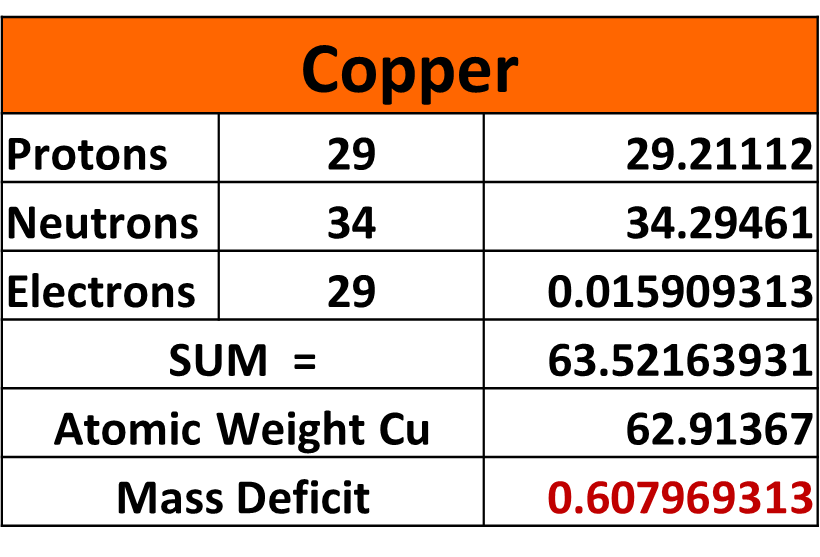 Copper
Protons 29 29.21112
Neutrons 34 34.29461
Electrons 29 0.015909313
SUM = 63.52163931
Atomic Weight Cu 62.91367
Mass Deficit 0.607969313